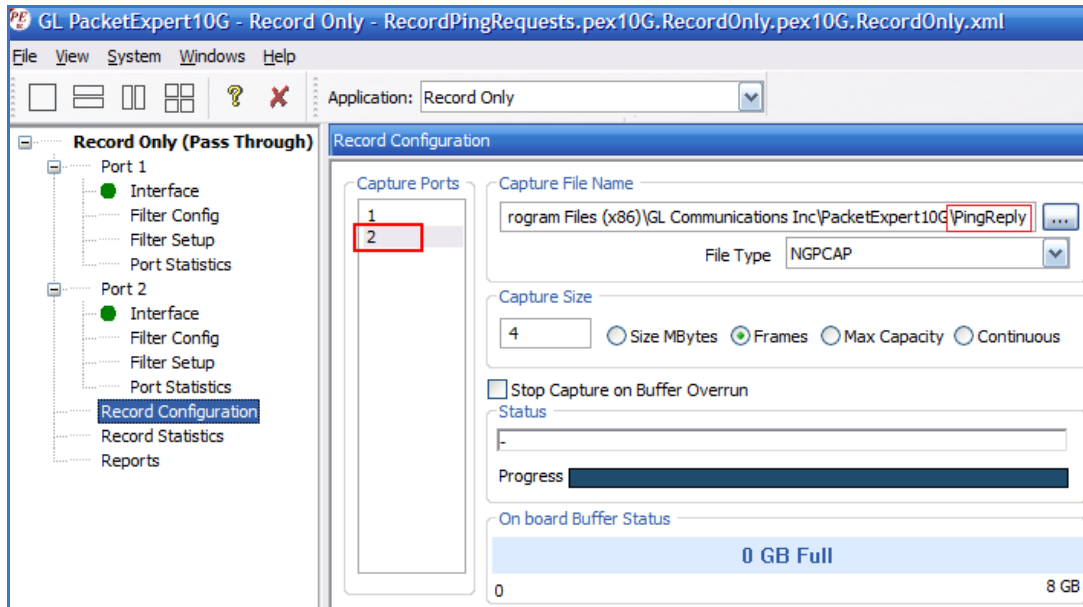 GL PacketExpert10G - Record Only - RecordPingRequests.pex10G.RecordOnly.pex10G.RecordOnly.xml
File View System Windows Help
Application: Record Only
Record Only (Pass Through)
Port 1
Interface
Filter Config
Filter Setup
Port Statistics
Port 2
Interface
Filter Config
Filter Setup
Port Statistics
Record Configuration
Record Statistics
Reports
Record Configuration
Capture Ports
1
2
Capture File Name
rogram Files (x86)\GL Communications Inc\PacketExpert10G\PingReply ...
File Type NGPCAP
Capture Size
4 Size MBytes Frames Max Capacity Continuous
Stop Capture on Buffer Overrun
Status
-
Progress
On board Buffer Status
0 GB Full
0 8 GB